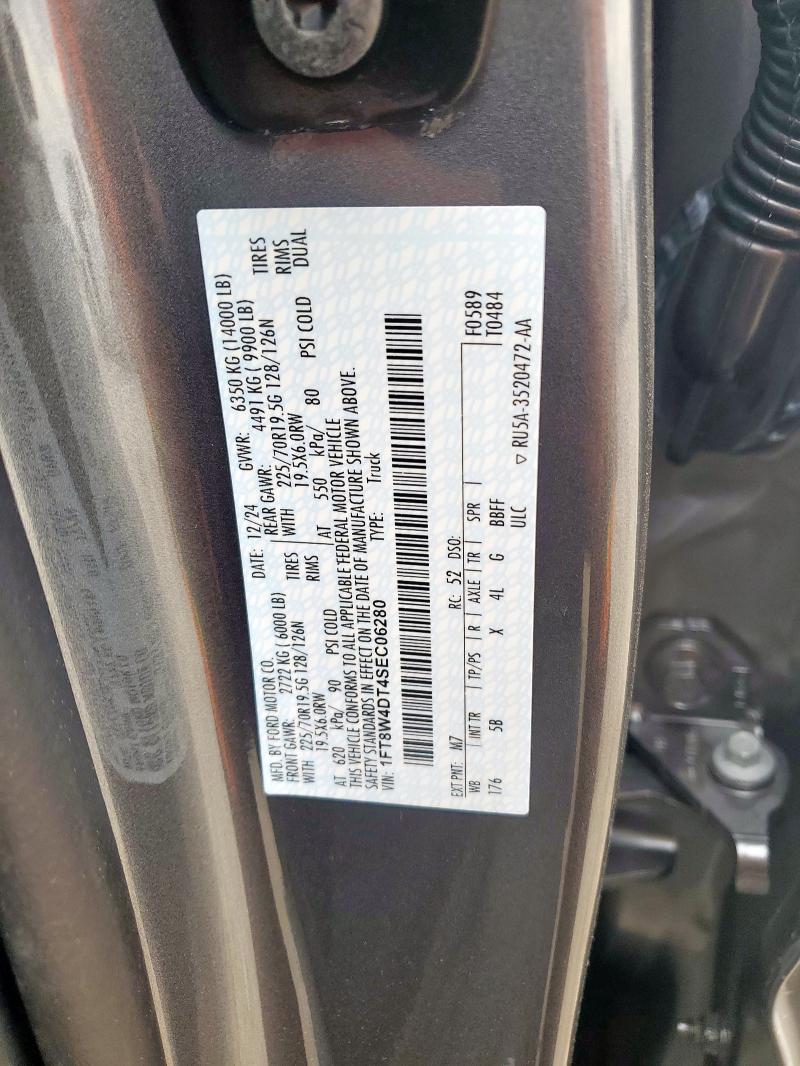 MFD. BY FORD MOTOR CO.
DATE: 12/24 GVWR: 6350 KG (14000 LB)
FRONT GAWR: 2722 KG ( 6000 LB) REAR GAWR: 4491 KG ( 9900 LB)
WITH 225/70R19.5G 128/126N TIRES WITH 225/70R19.5G 128/126N TIRES
19.5X6.0RW RIMS 19.5X6.0RW RIMS
AT 620 kPa/ 90 PSI COLD AT 550 kPa/ 80 PSI COLD DUAL
THIS VEHICLE CONFORMS TO ALL APPLICABLE FEDERAL MOTOR VEHICLE
SAFETY STANDARDS IN EFFECT ON THE DATE OF MANUFACTURE SHOWN ABOVE.
VIN: 1FT8W4DT4SEC06280 TYPE: Truck
EXT PNT: M7 RC: 52 DSO: F0589
WB INT TR TP/PS R AXLE TR SPR T0484
176 5B X 4L G BBFF
ULC ▽ RU5A-3520472-AA